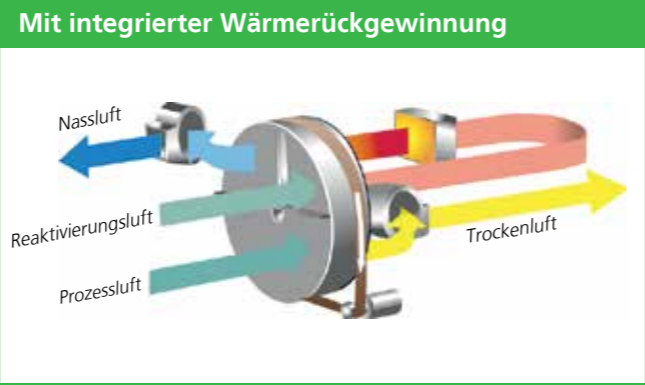 Mit integrierter Wärmerückgewinnung
Nassluft
Reaktivierungsluft
Prozessluft
Trockenluft